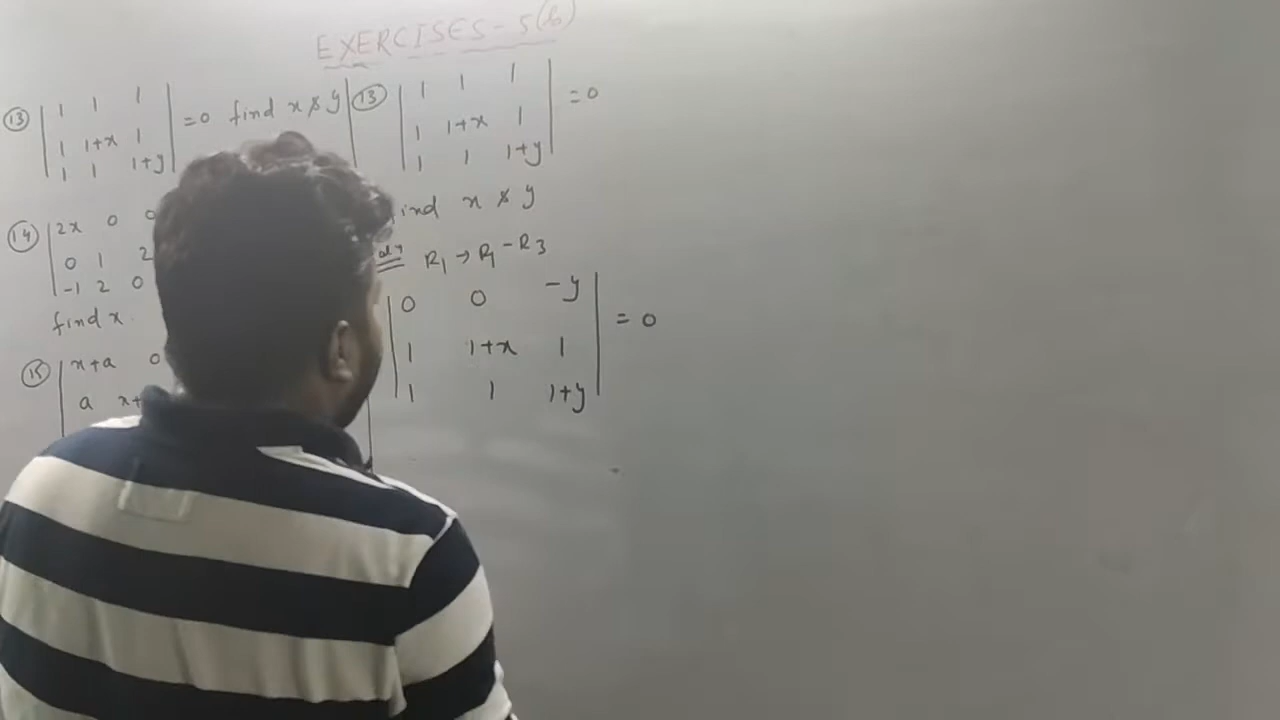 EXERCISES - 5(b)
(13) | 1 1 1 | = 0 find x & y
| 1 1+x 1 |
| 1 1 1+y |
(14) | 2x 0 0
| 0 1 2
| -1 2 0
find x.
(15) | x+a 0
| a x+
(13) | 1 1 1 | = 0
| 1 1+x 1 |
| 1 1 1+y |
ind x & y
R1 → R1 - R3
| 0 0 -y | = 0
| 1 1+x 1 |
| 1 1 1+y |